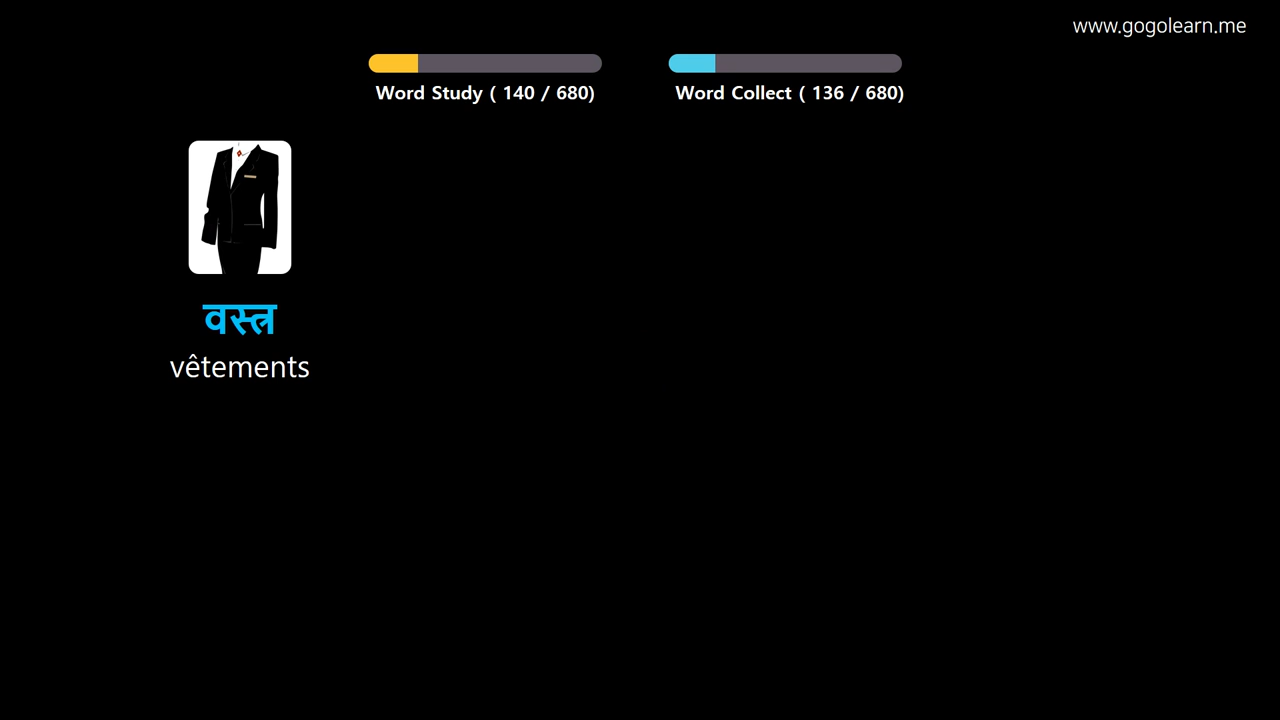 www.gogolearn.me
Word Study ( 140 / 680)
Word Collect ( 136 / 680)
वस्त्र
vêtements